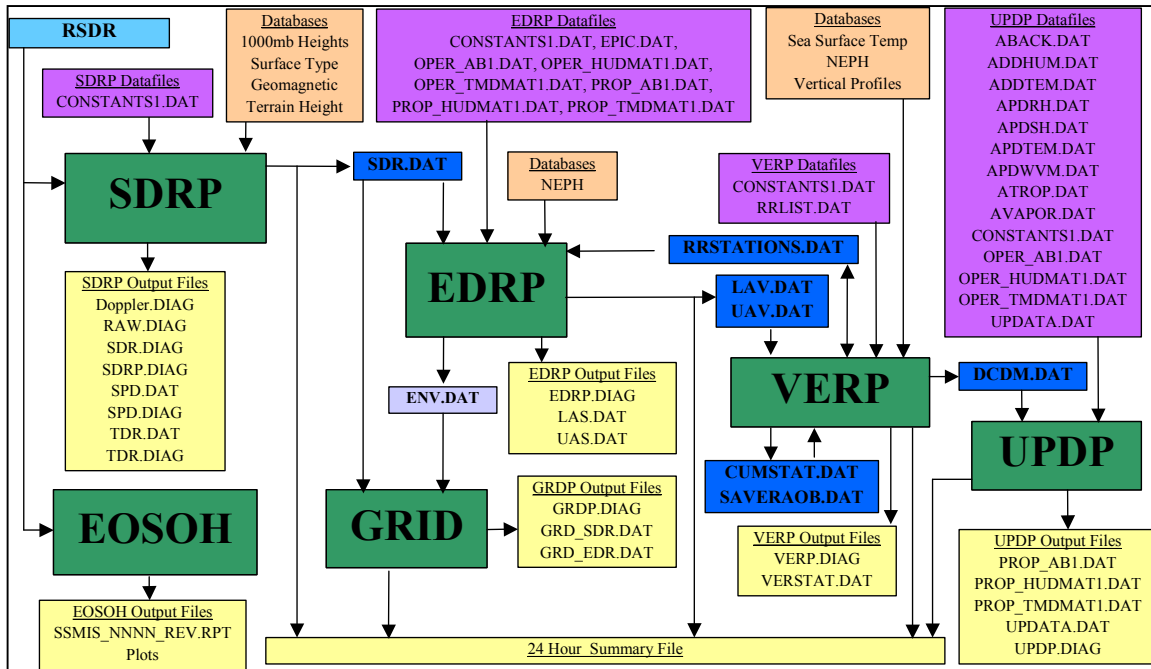 RSDR
SDRP Datafiles
CONSTANTS1.DAT
Databases
1000mb Heights
Surface Type
Geomagnetic
Terrain Height
EDRP Datafiles
CONSTANTS1.DAT, EPIC.DAT,
OPER_AB1.DAT, OPER_HUDMAT1.DAT,
OPER_TMDMAT1.DAT, PROP_AB1.DAT,
PROP_HUDMAT1.DAT, PROP_TMDMAT1.DAT
Databases
Sea Surface Temp
NEPH
Vertical Profiles
UPDP Datafiles
ABACK.DAT
ADDHUM.DAT
ADDTEM.DAT
APDRH.DAT
APDSH.DAT
APDTEM.DAT
APDWVM.DAT
ATROP.DAT
AVAPOR.DAT
CONSTANTS1.DAT
OPER_AB1.DAT
OPER_HUDMAT1.DAT
OPER_TMDMAT1.DAT
UPDATA.DAT
SDRP
SDR.DAT
Databases
NEPH
VERP Datafiles
CONSTANTS1.DAT
RRLIST.DAT
RRSTATIONS.DAT
EDRP
LAV.DAT
UAV.DAT
SDRP Output Files
Doppler.DIAG
RAW.DIAG
SDR.DIAG
SDRP.DIAG
SPD.DAT
SPD.DIAG
TDR.DAT
TDR.DIAG
ENV.DAT
EDRP Output Files
EDRP.DIAG
LAS.DAT
UAS.DAT
VERP
DCDM.DAT
UPDP
CUMSTAT.DAT
SAVERAOB.DAT
EOSOH
GRID
GRDP Output Files
GRDP.DIAG
GRD_SDR.DAT
GRD_EDR.DAT
VERP Output Files
VERP.DIAG
VERSTAT.DAT
UPDP Output Files
PROP_AB1.DAT
PROP_HUDMAT1.DAT
PROP_TMDMAT1.DAT
UPDATA.DAT
UPDP.DIAG
EOSOH Output Files
SSMIS_NNNN_REV.RPT
Plots
24 Hour Summary File